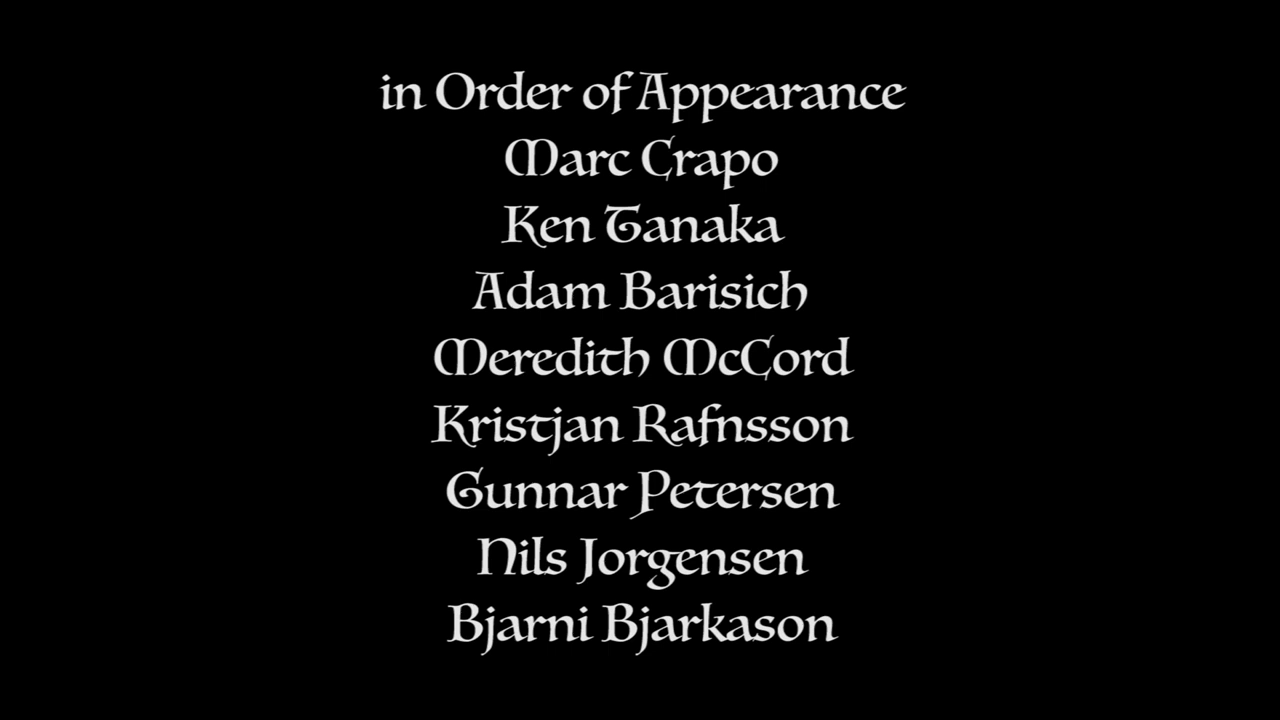 in Order of Appearance
Marc Crapo
Ken Tanaka
Adam Barisich
Meredith McCord
Kristjan Rafnsson
Gunnar Petersen
Nils Jorgensen
Bjarni Bjarkason